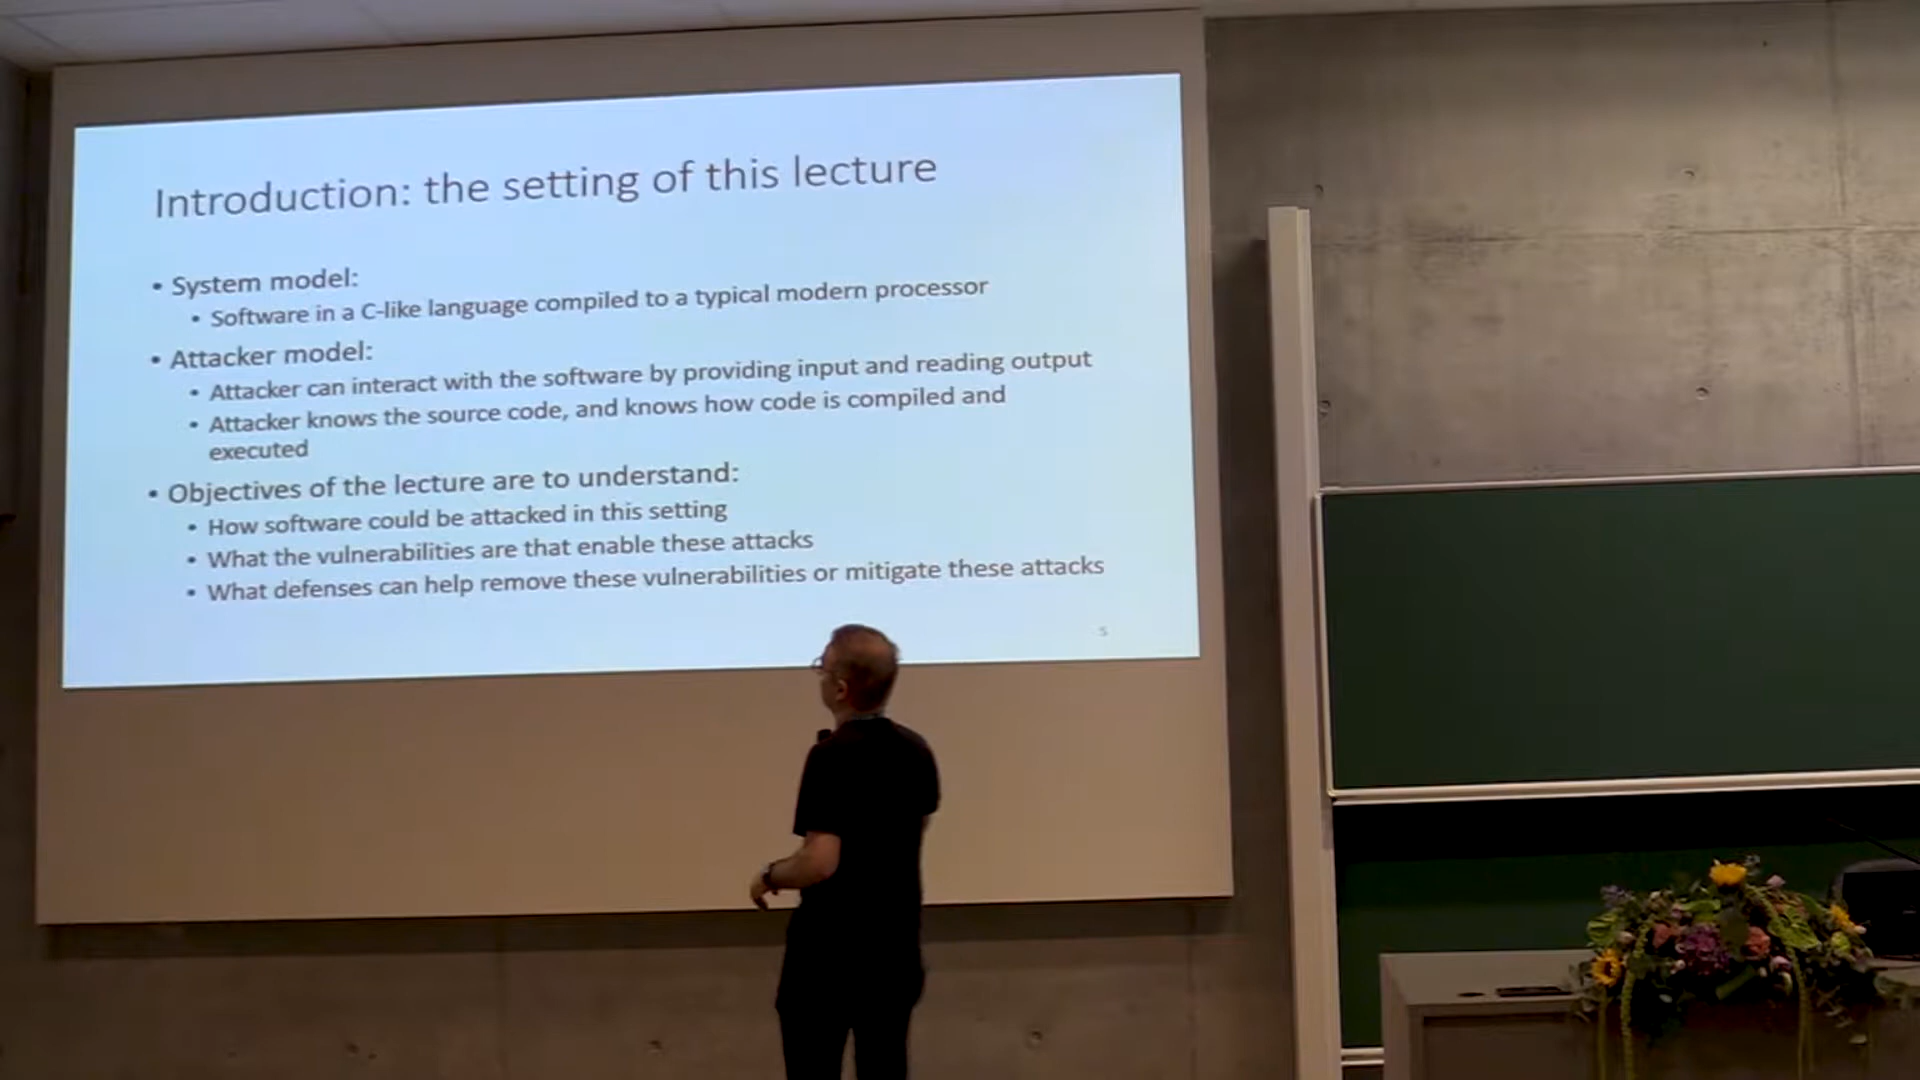 Introduction: the setting of this lecture
• System model:
• Software in a C-like language compiled to a typical modern processor
• Attacker model:
• Attacker can interact with the software by providing input and reading output
• Attacker knows the source code, and knows how code is compiled and
executed
• Objectives of the lecture are to understand:
• How software could be attacked in this setting
• What the vulnerabilities are that enable these attacks
• What defenses can help remove these vulnerabilities or mitigate these attacks
5